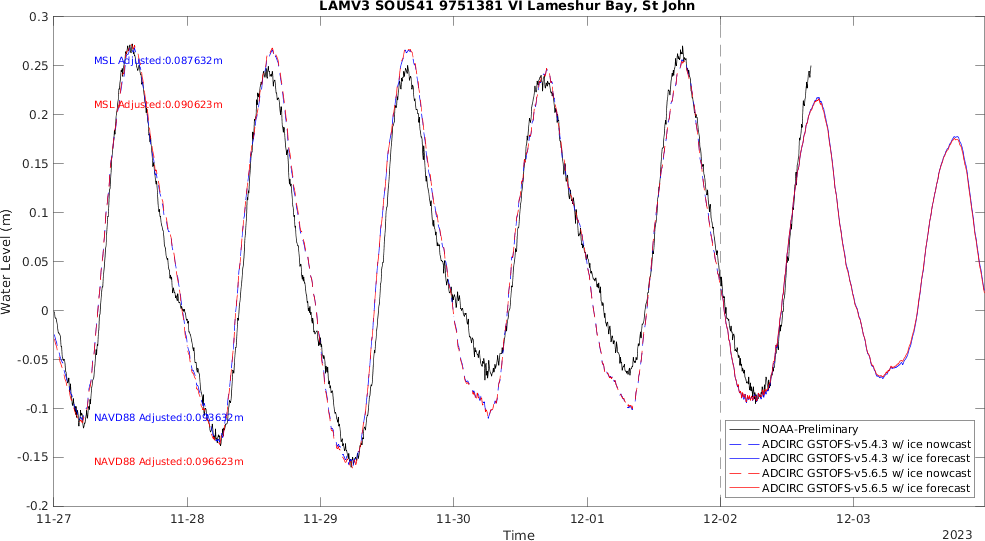 LAMV3 SOUS41 9751381 VI Lameshur Bay, St John
0.3
0.25
0.2
0.15
0.1
0.05
0
-0.05
-0.1
-0.15
-0.2
Water Level (m)
MSL Adjusted:0.087632m
MSL Adjusted:0.090623m
NAVD88 Adjusted:0.093632m
NAVD88 Adjusted:0.096623m
NOAA-Preliminary
ADCIRC GSTOFS-v5.4.3 w/ ice nowcast
ADCIRC GSTOFS-v5.4.3 w/ ice forecast
ADCIRC GSTOFS-v5.6.5 w/ ice nowcast
ADCIRC GSTOFS-v5.6.5 w/ ice forecast
11-27 11-28 11-29 11-30 12-01 12-02 12-03
Time
2023